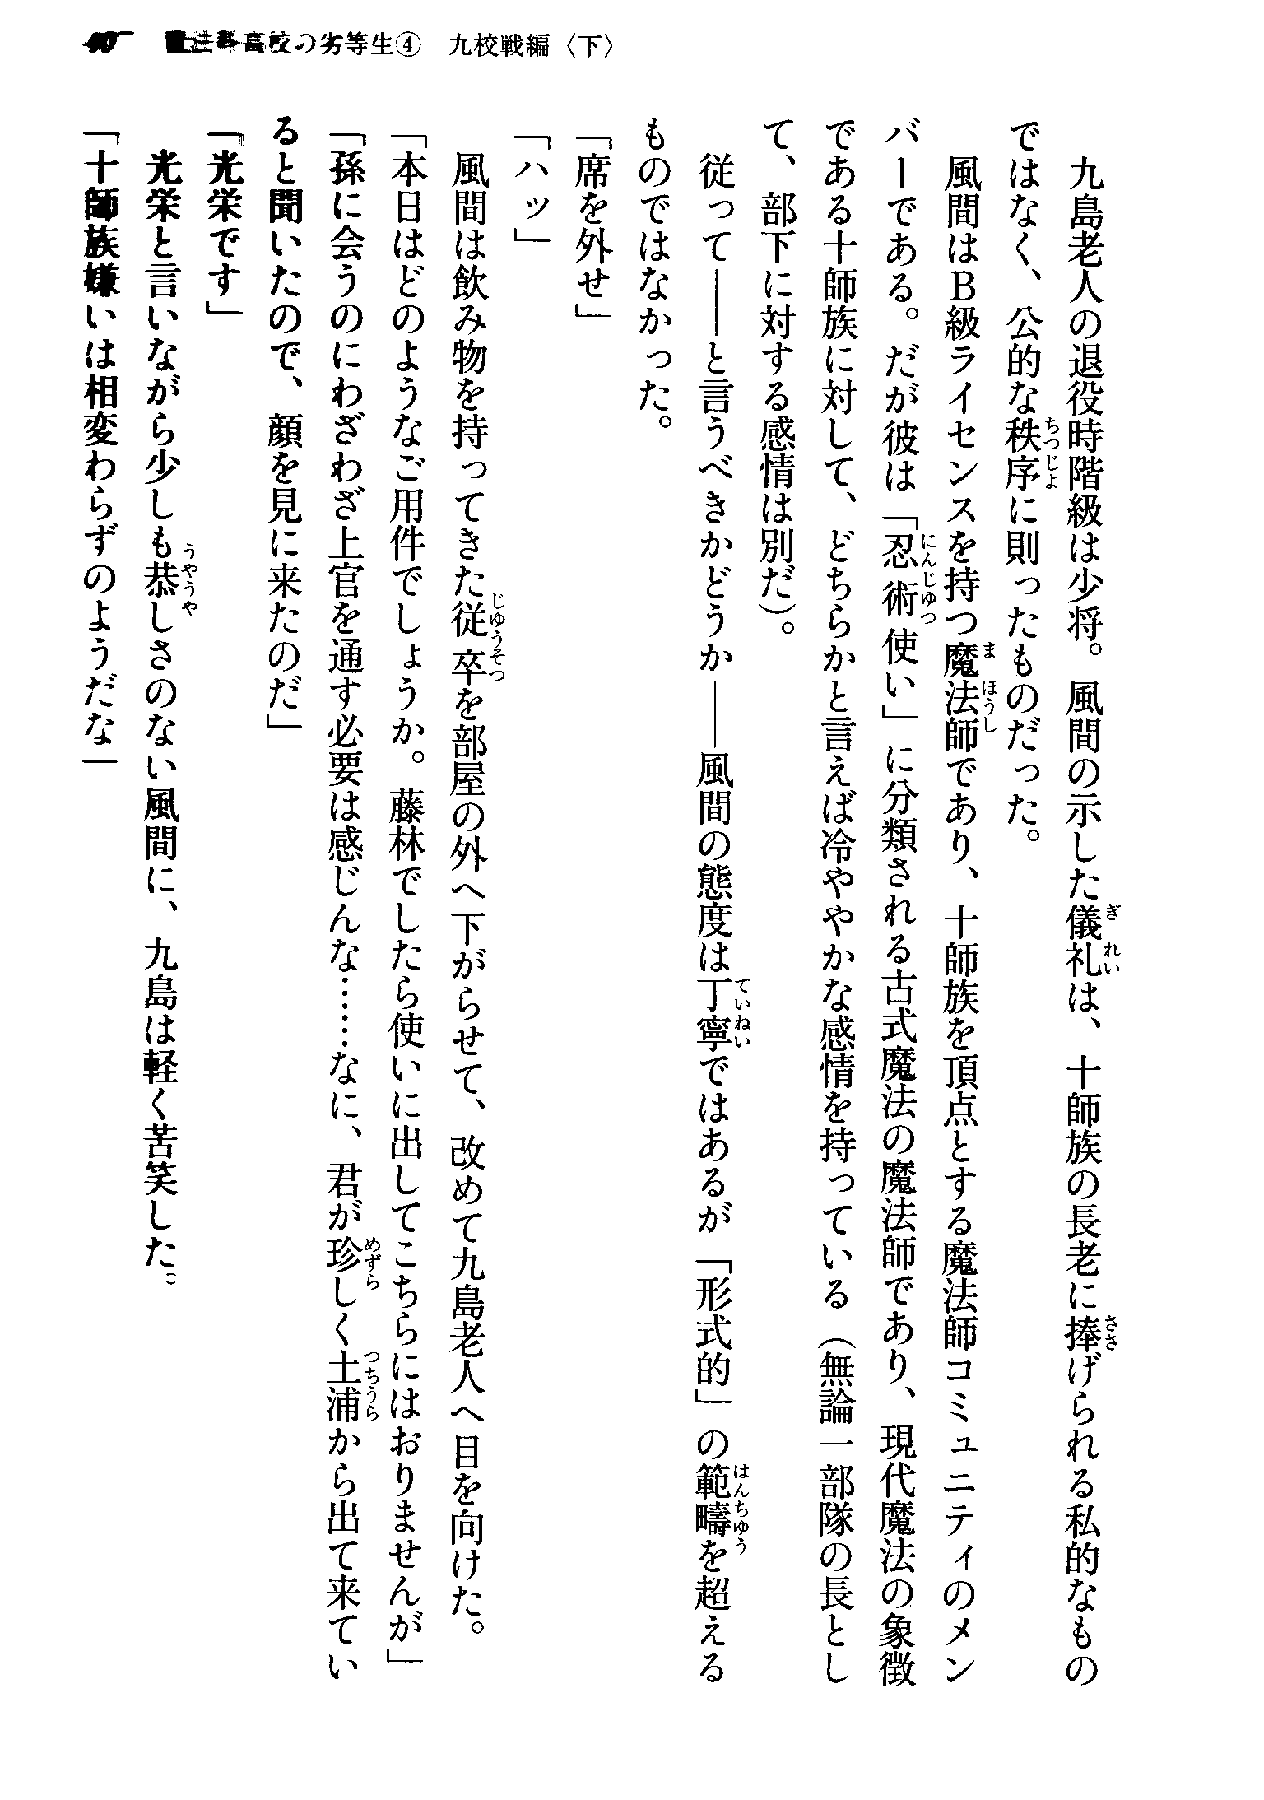 法科高校の劣等生④　九校戦編〈下〉
　九島老人の退役時階級は少将。風間の示した儀礼は、十師族の長老に捧げられる私的なもの
ではなく、公的な秩序に則ったものだった。
　風間はB級ライセンスを持つ魔法師であり、十師族を頂点とする魔法師コミュニティのメン
バーである。だが彼は「忍術使い」に分類される古式魔法の魔法師であり、現代魔法の象徴
である十師族に対して、どちらかと言えば冷ややかな感情を持っている（無論一部隊の長とし
て、部下に対する感情は別だ）。
　従って――と言うべきかどうか――風間の態度は丁寧ではあるが「形式的」の範疇を超える
ものではなかった。
「席を外せ」
「ハッ」
　風間は飲み物を持ってきた従卒を部屋の外へ下がらせて、改めて九島老人へ目を向けた。
「本日はどのようなご用件でしょうか。藤林でしたら使いに出してこちらにはおりませんが」
「孫に会うのにわざわざ上官を通す必要は感じんな……なに、君が珍しく土浦から出て来てい
ると聞いたので、顔を見に来たのだ」
「光栄です」
　光栄と言いながら少しも恭しさのない風間に、九島は軽く苦笑した。
「十師族嫌いは相変わらずのようだな」